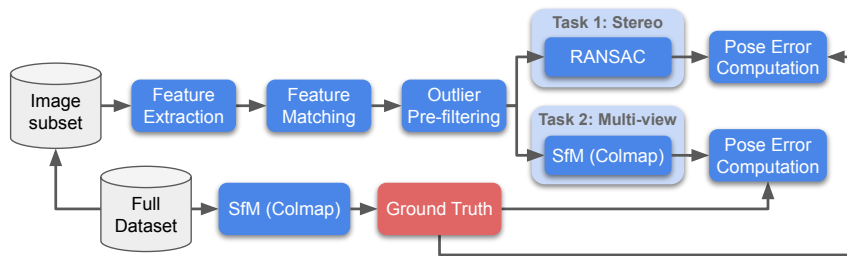 Task 1: Stereo
RANSAC
Pose Error
Computation
Image
subset
Feature
Extraction
Feature
Matching
Outlier
Pre-filtering
Task 2: Multi-view
SfM (Colmap)
Pose Error
Computation
Full
Dataset
SfM (Colmap)
Ground Truth